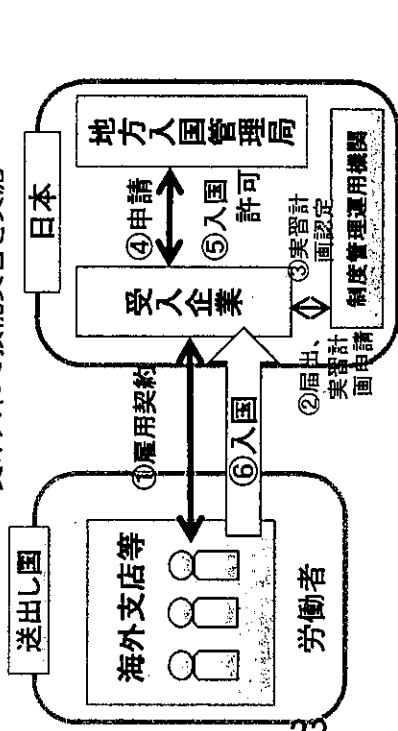 送出し国
日本
海外支店等
労働者
①雇用契約
⑥入国
受入企業
④申請
⑤入国
許可
地方入国管理局
②届出、
実習計
画申請
③実習計
画認定
制度管理運用機関
23